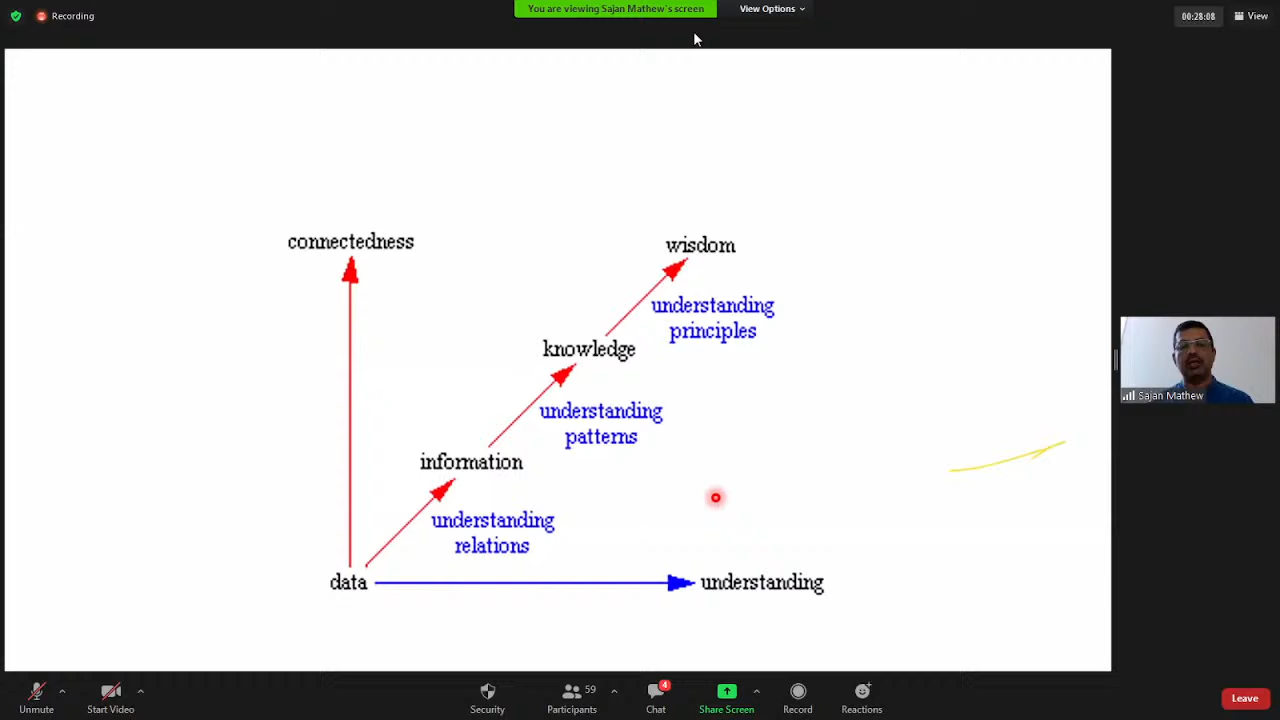 Recording
You are viewing Sajan Mathew's screen
View Options
00:28:08
View
connectedness
wisdom
understanding
principles
knowledge
understanding
patterns
information
understanding
relations
data
understanding
Sajan Mathew
Unmute
Start Video
Security
59
Participants
4
Chat
Share Screen
Record
Reactions
Leave